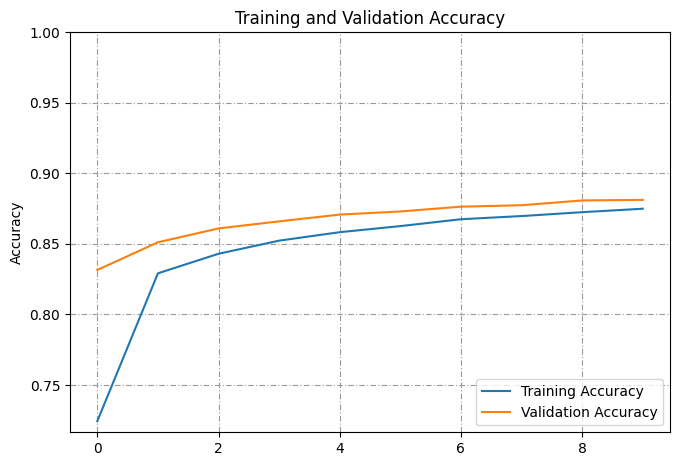 Training and Validation Accuracy
1.00
0.95
0.90
0.85
0.80
0.75
Accuracy
Training Accuracy
Validation Accuracy
0 2 4 6 8